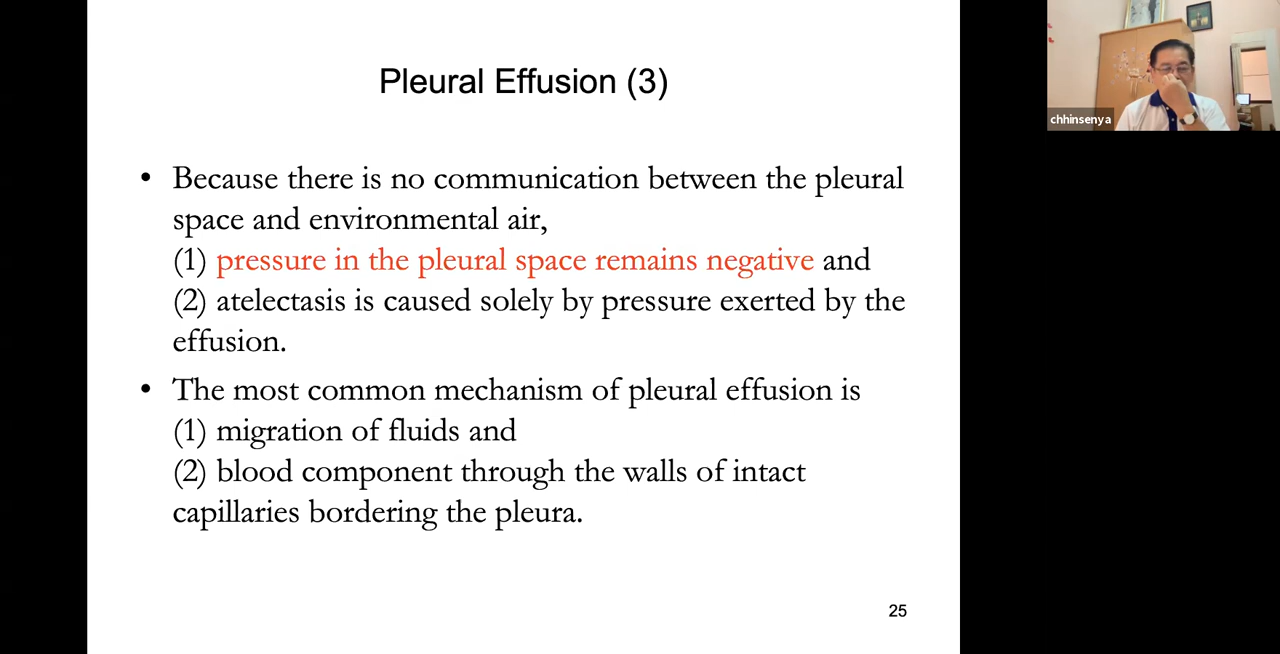 Pleural Effusion (3)
• Because there is no communication between the pleural
space and environmental air,
(1) pressure in the pleural space remains negative and
(2) atelectasis is caused solely by pressure exerted by the
effusion.
• The most common mechanism of pleural effusion is
(1) migration of fluids and
(2) blood component through the walls of intact
capillaries bordering the pleura.
25
chhinsenya